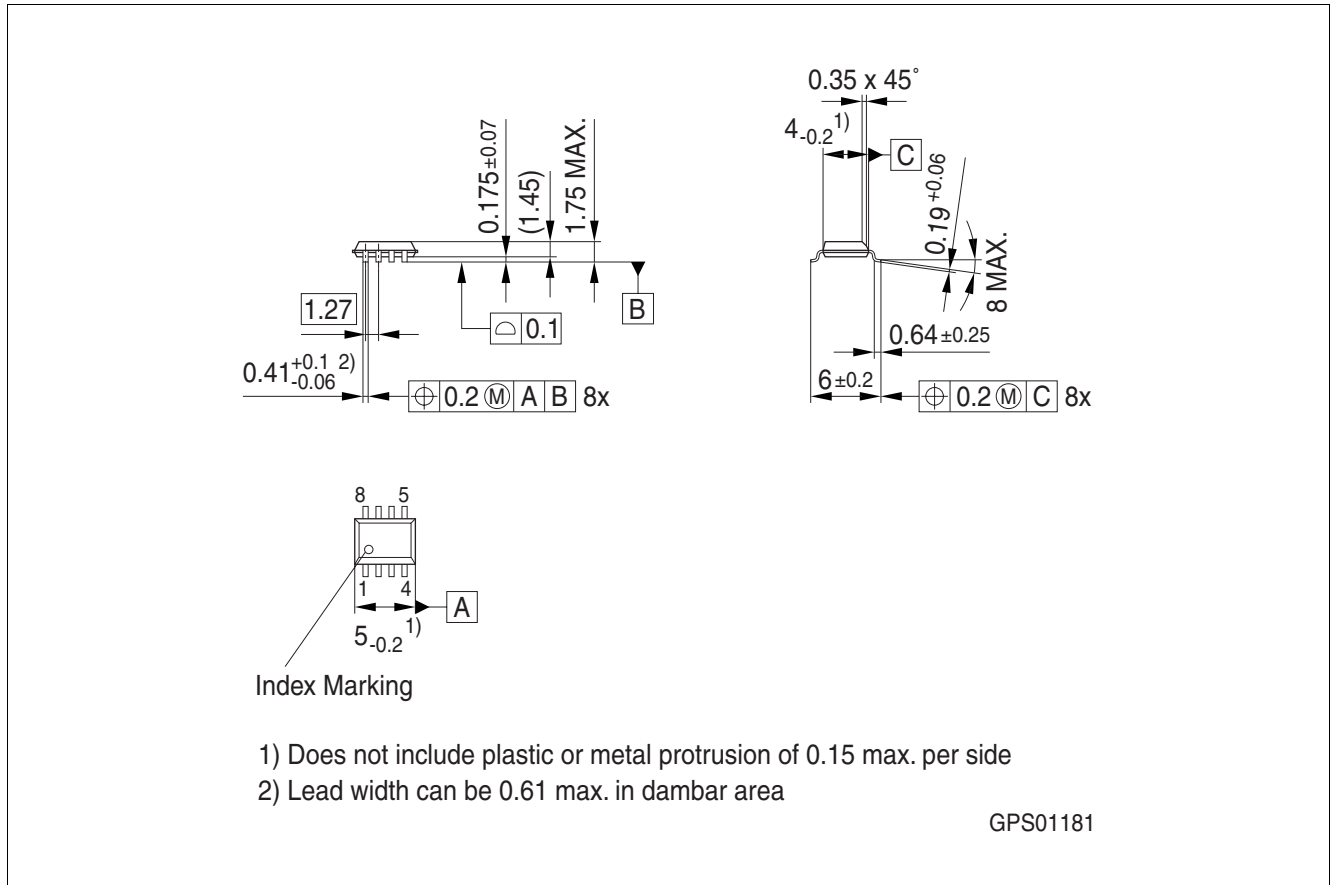 0.175±0.07
(1.45)
1.75 MAX.
1.27
0.1
B
0.41 +0.1 -0.06 2)
0.2 Ⓜ A B 8x
0.35 x 45˚
4-0.2 1)
C
0.19 +0.06
8 MAX.
0.64±0.25
6±0.2
0.2 Ⓜ C 8x
8 5
1 4
A
5-0.2 1)
Index Marking
1) Does not include plastic or metal protrusion of 0.15 max. per side
2) Lead width can be 0.61 max. in dambar area
GPS01181